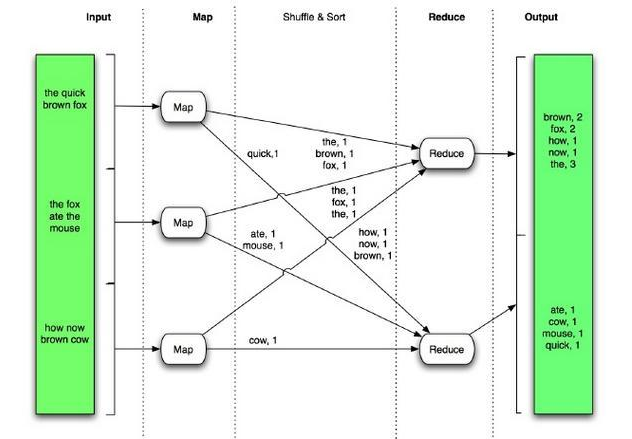 Input
Map
Shuffle & Sort
Reduce
Output
the quick
brown fox
the fox
ate the
mouse
how now
brown cow
Map
Map
Map
quick,1
the, 1
brown, 1
fox, 1
the, 1
fox, 1
the, 1
ate, 1
mouse, 1
how, 1
now, 1
brown, 1
cow, 1
Reduce
Reduce
brown, 2
fox, 2
how, 1
now, 1
the, 3
ate, 1
cow, 1
mouse, 1
quick, 1